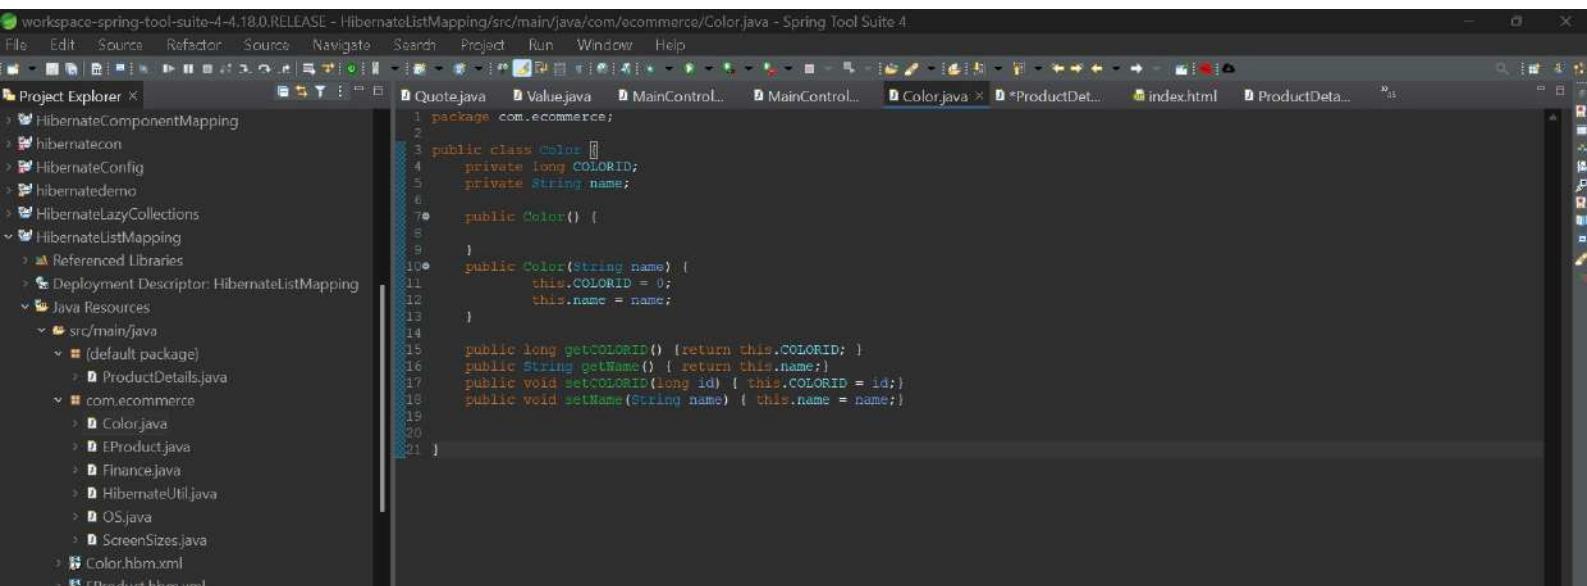 workspace-spring-tool-suite-4-4.18.0.RELEASE - HibernateListMapping/src/main/java/com/ecommerce/Color.java - Spring Tool Suite 4
File Edit Source Refactor Source Navigate Search Project Run Window Help
Project Explorer
Quote.java Value.java MainControl... MainControl... Color.java *ProductDet... index.html ProductDeta...
HibernateComponentMapping
hibernatecon
HibernateConfig
hibernatedemo
HibernateLazyCollections
HibernateListMapping
Referenced Libraries
Deployment Descriptor: HibernateListMapping
Java Resources
src/main/java
(default package)
ProductDetails.java
com.ecommerce
Color.java
EProduct.java
Finance.java
HibernateUtil.java
OS.java
ScreenSizes.java
Color.hbm.xml
EProduct.hbm.xml
1 package com.ecommerce;
2
3 public class Color {
4 private long COLORID;
5 private String name;
6
7 public Color() {
8
9 }
10 public Color(String name) {
11 this.COLORID = 0;
12 this.name = name;
13 }
14
15 public long getCOLORID() {return this.COLORID; }
16 public String getName() { return this.name;}
17 public void setCOLORID(long id) { this.COLORID = id;}
18 public void setName(String name) { this.name = name;}
19
20
21 }